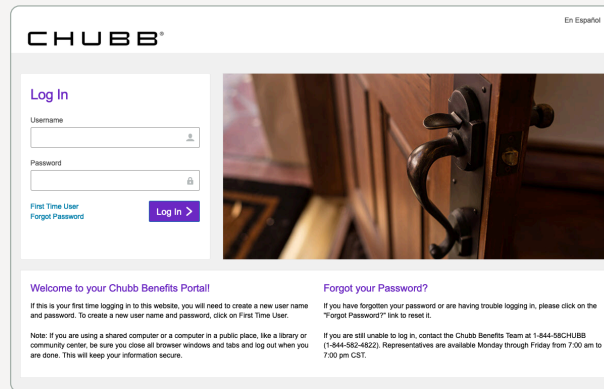 En Español
CHUBB®
Log In
Username
Password
First Time User
Forgot Password
Log In
Welcome to your Chubb Benefits Portal!
If this is your first time logging in to this website, you will need to create a new user name
and password. To create a new user name and password, click on First Time User.
Note: If you are using a shared computer or a computer in a public place, like a library or
community center, be sure you close all browser windows and tabs and log out when you
are done. This will keep your information secure.
Forgot your Password?
If you have forgotten your password or are having trouble logging in, please click on the
"Forgot Password?" link to reset it.
If you are still unable to log in, contact the Chubb Benefits Team at 1-844-58CHUBB
(1-844-582-4822). Representatives are available Monday through Friday from 7:00 am to
7:00 pm CST.